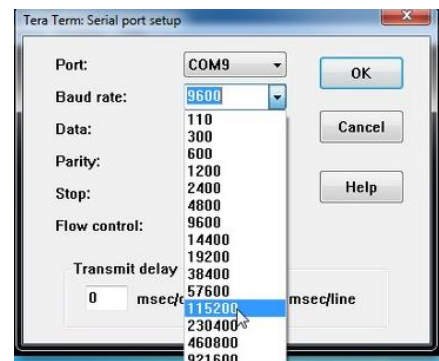 Tera Term: Serial port setup
Port:
COM9
OK
Baud rate:
9600
Data:
110
300
Cancel
Parity:
600
1200
Stop:
2400
4800
Help
Flow control:
9600
14400
19200
Transmit delay
38400
57600
0
msec/c
115200
msec/line
230400
460800
921600